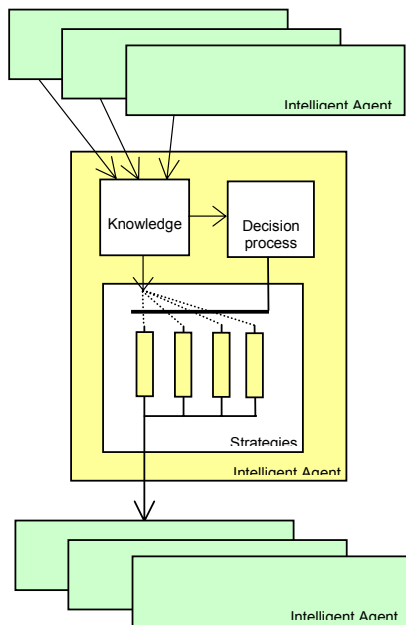 Intelligent Agent
Knowledge
Decision
process
Strategies
Intelligent Agent
Intelligent Agent